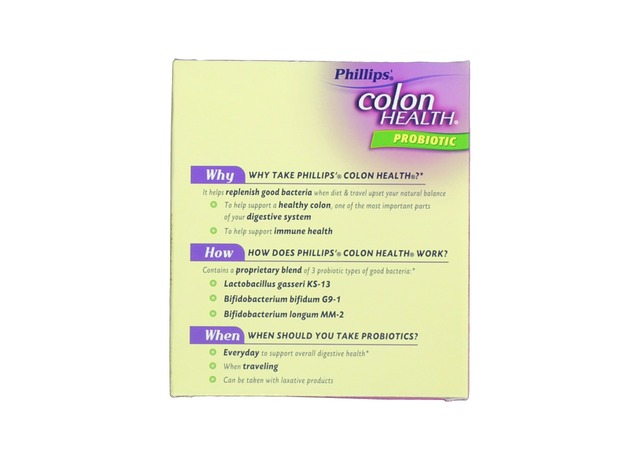 Phillips'®
colon
HEALTH®
PROBIOTIC
Why WHY TAKE PHILLIPS'® COLON HEALTH®?*
It helps replenish good bacteria when diet & travel upset your natural balance
To help support a healthy colon, one of the most important parts
of your digestive system
To help support immune health
How HOW DOES PHILLIPS'® COLON HEALTH® WORK?
Contains a proprietary blend of 3 probiotic types of good bacteria:*
Lactobacillus gasseri KS-13
Bifidobacterium bifidum G9-1
Bifidobacterium longum MM-2
When WHEN SHOULD YOU TAKE PROBIOTICS?
Everyday to support overall digestive health*
When traveling
Can be taken with laxative products